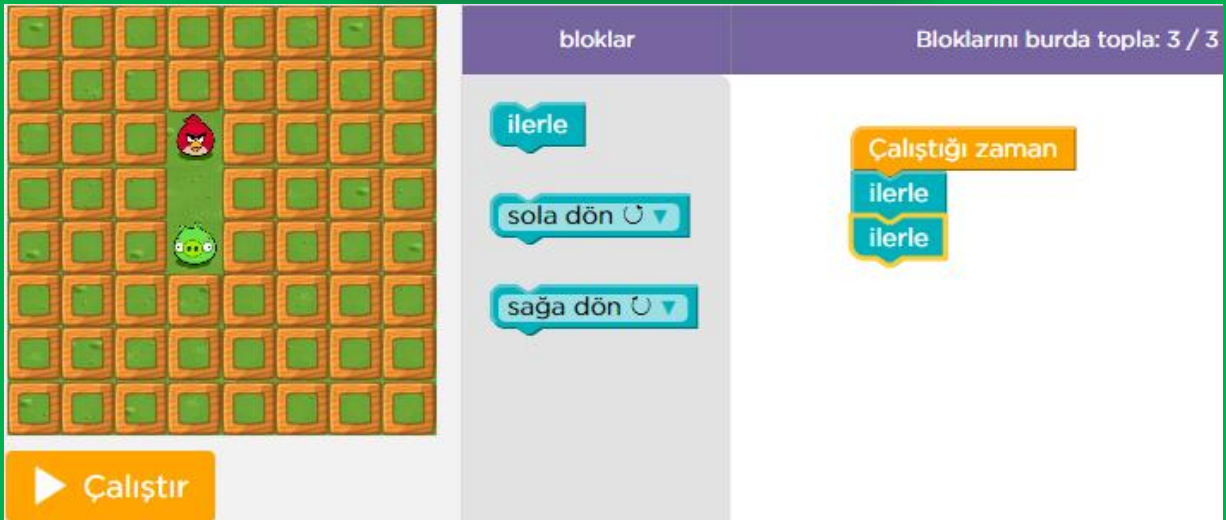 bloklar
Bloklarını burda topla: 3 / 3
ilerle
sola dön
sağa dön
Çalıştığı zaman
ilerle
ilerle
Çalıştır